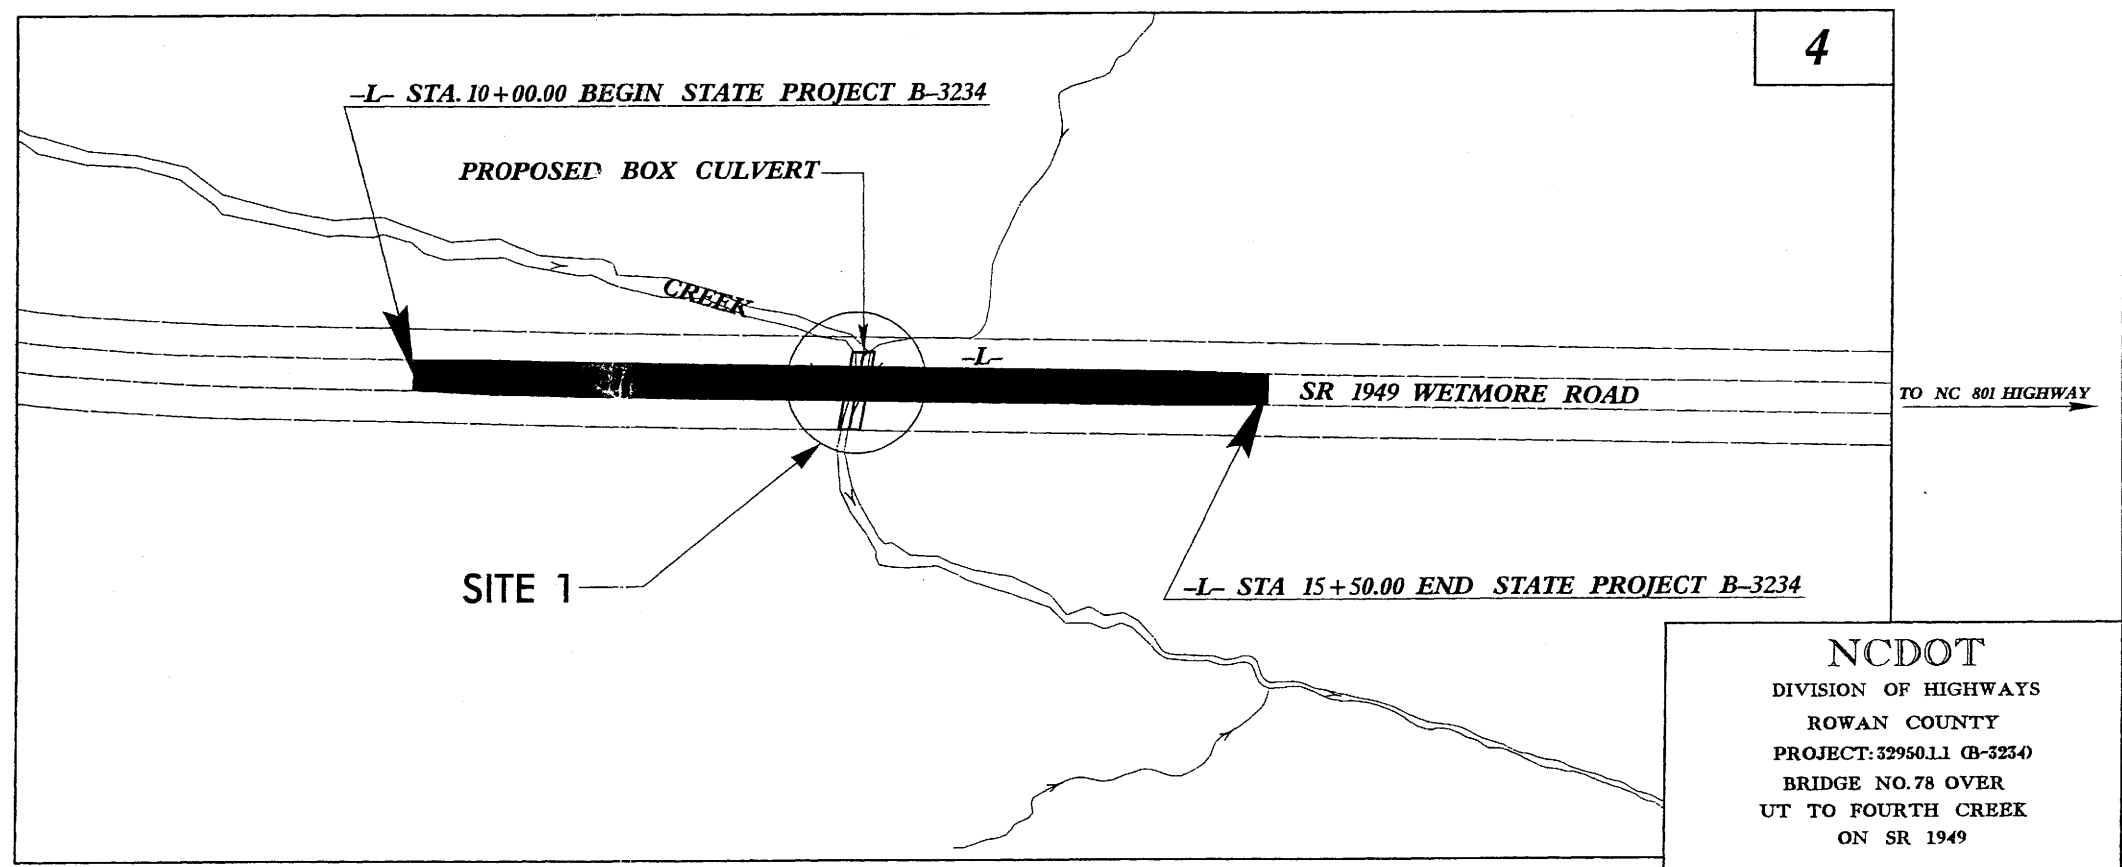 4
-L- STA. 10+00.00 BEGIN STATE PROJECT B-3234
PROPOSED BOX CULVERT
CREEK
-L-
SR 1949 WETMORE ROAD
TO NC 801 HIGHWAY
SITE 1
-L- STA 15+50.00 END STATE PROJECT B-3234
NCDOT
DIVISION OF HIGHWAYS
ROWAN COUNTY
PROJECT: 32950.1.1 (B-3234)
BRIDGE NO. 78 OVER
UT TO FOURTH CREEK
ON SR 1949